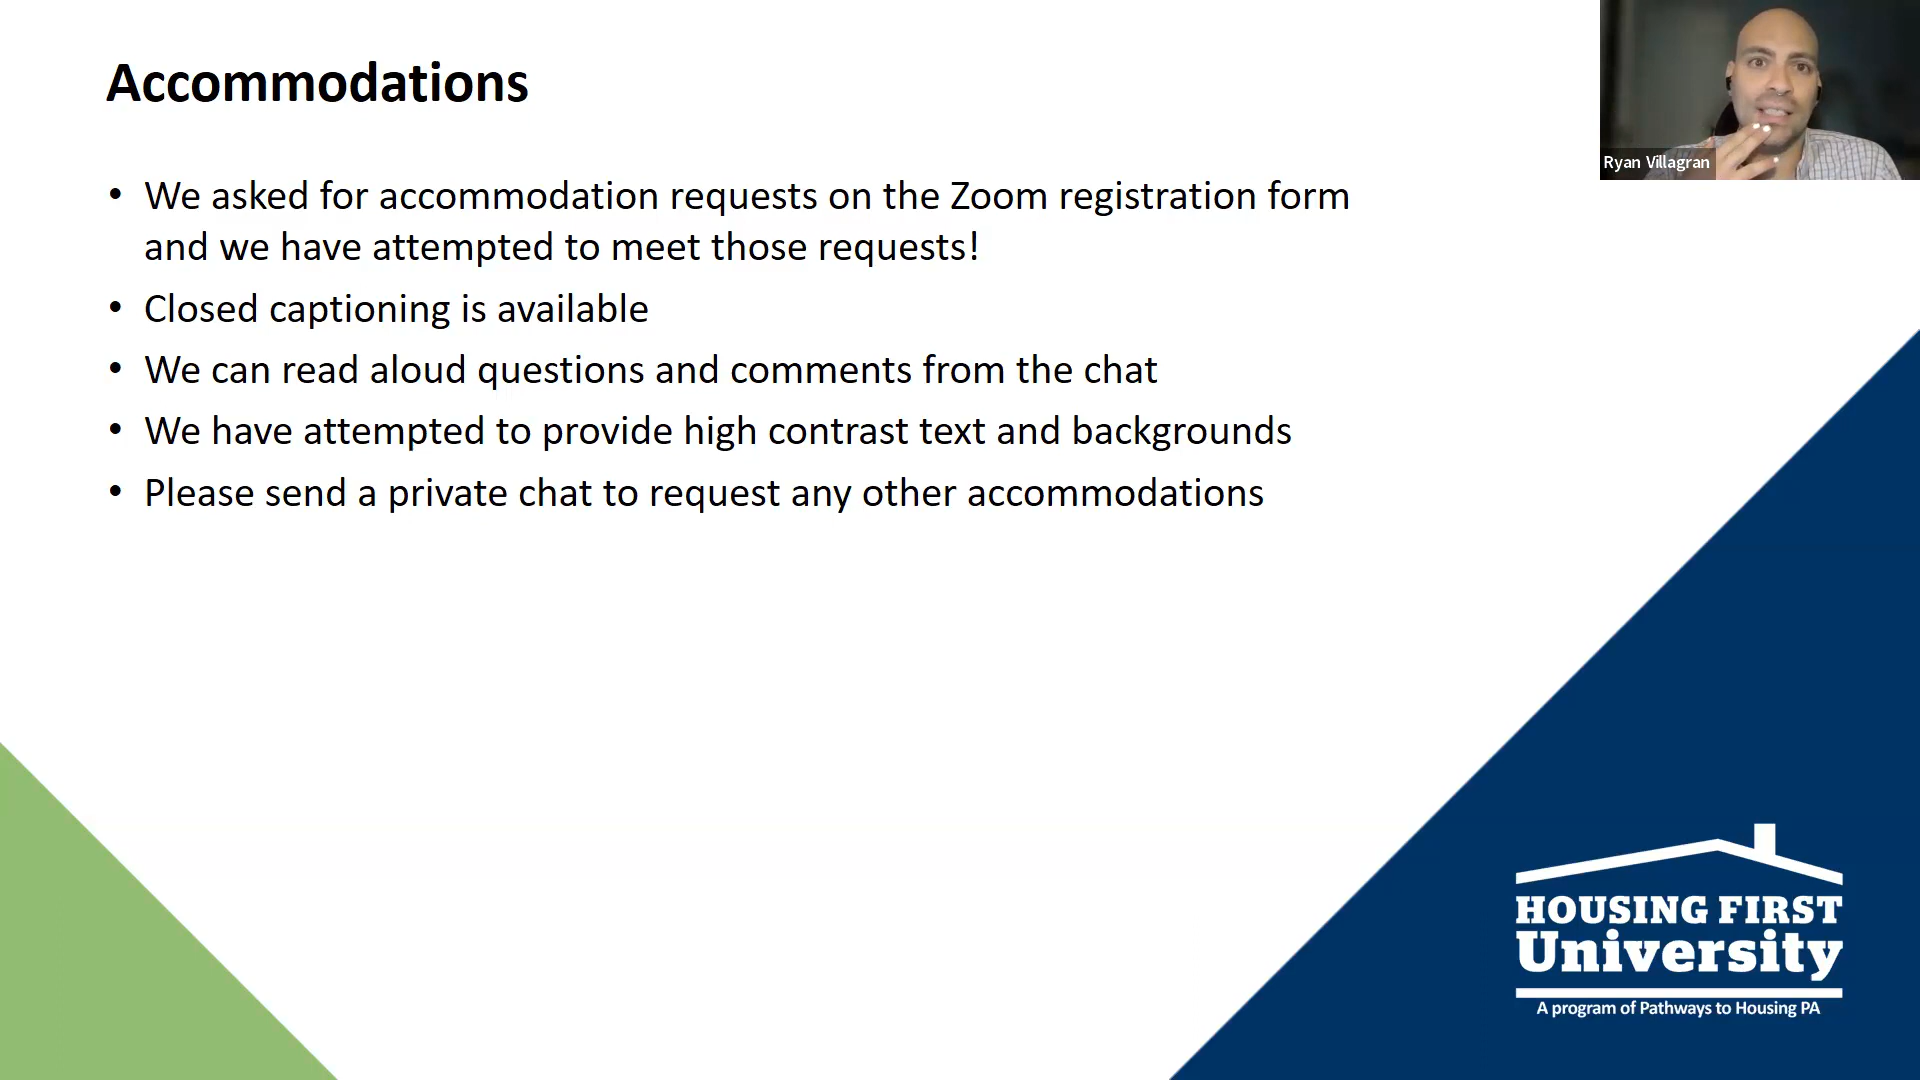 Accommodations
• We asked for accommodation requests on the Zoom registration form
and we have attempted to meet those requests!
• Closed captioning is available
• We can read aloud questions and comments from the chat
• We have attempted to provide high contrast text and backgrounds
• Please send a private chat to request any other accommodations
Ryan Villagran
HOUSING FIRST
University
A program of Pathways to Housing PA